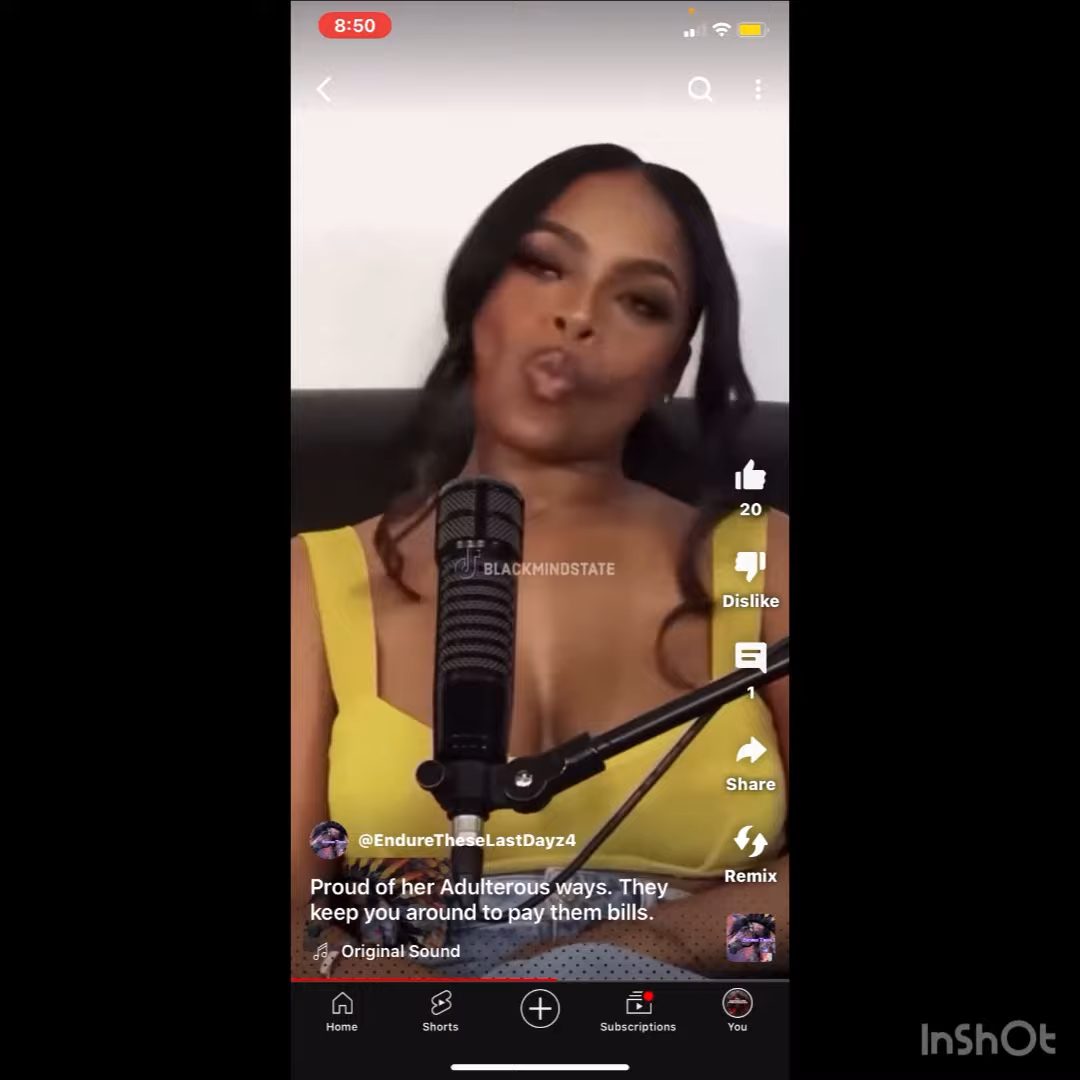 8:50
BLACKMINDSTATE
20
Dislike
1
Share
@EndureTheseLastDayz4
Remix
Proud of her Adulterous ways. They
keep you around to pay them bills.
Original Sound
Home
Shorts
Subscriptions
You
InShOt